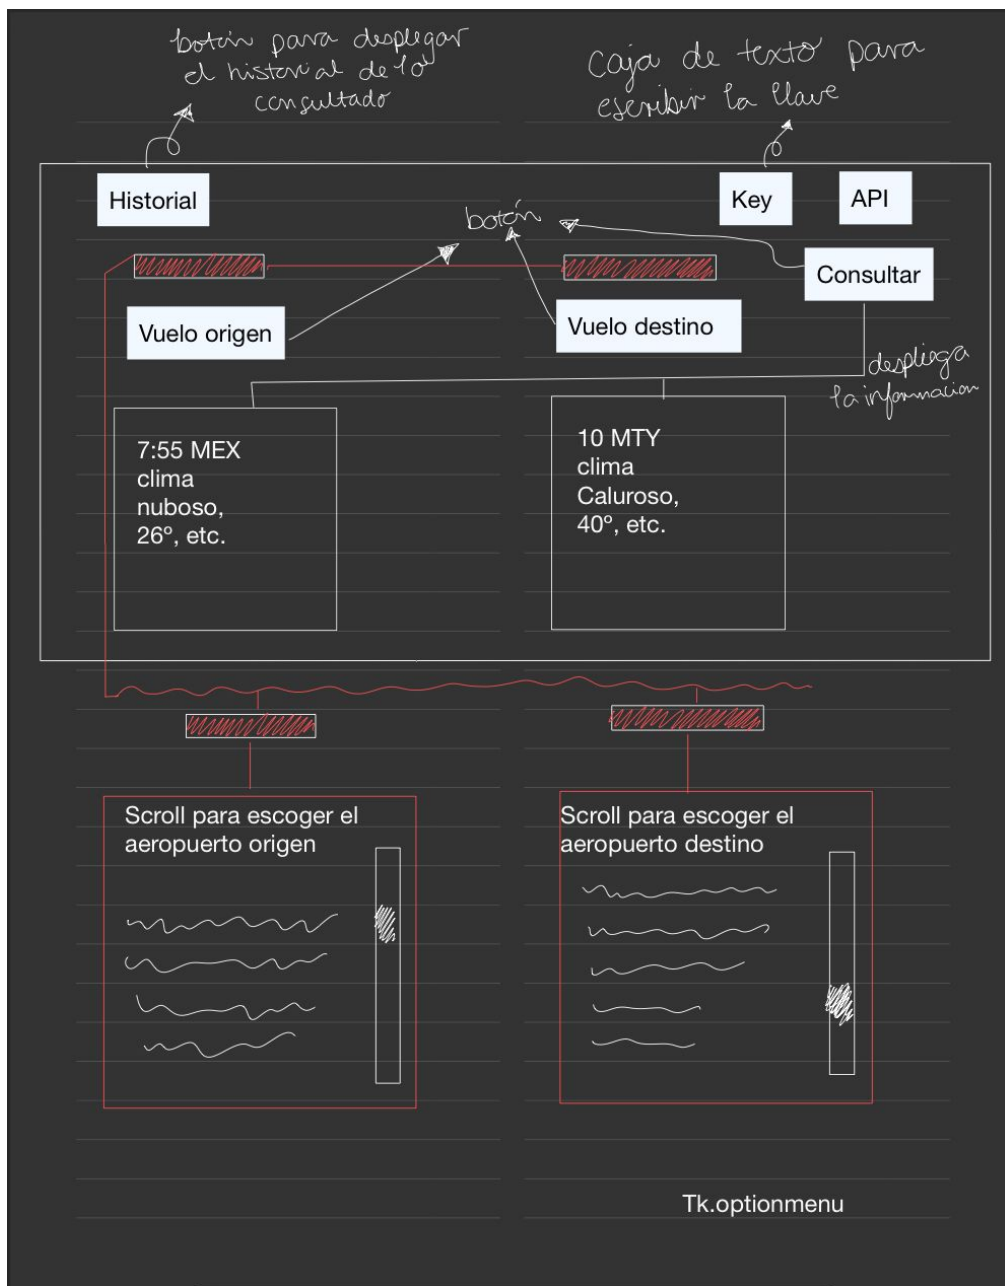 botón para desplegar
el historial de lo
consultado
caja de texto para
escribir la llave
Historial
Key
API
botón
Consultar
Vuelo origen
Vuelo destino
despliega
la informacion
7:55 MEX
clima
nuboso,
26º, etc.
10 MTY
clima
Caluroso,
40º, etc.
Scroll para escoger el
aeropuerto origen
Scroll para escoger el
aeropuerto destino
Tk.optionmenu